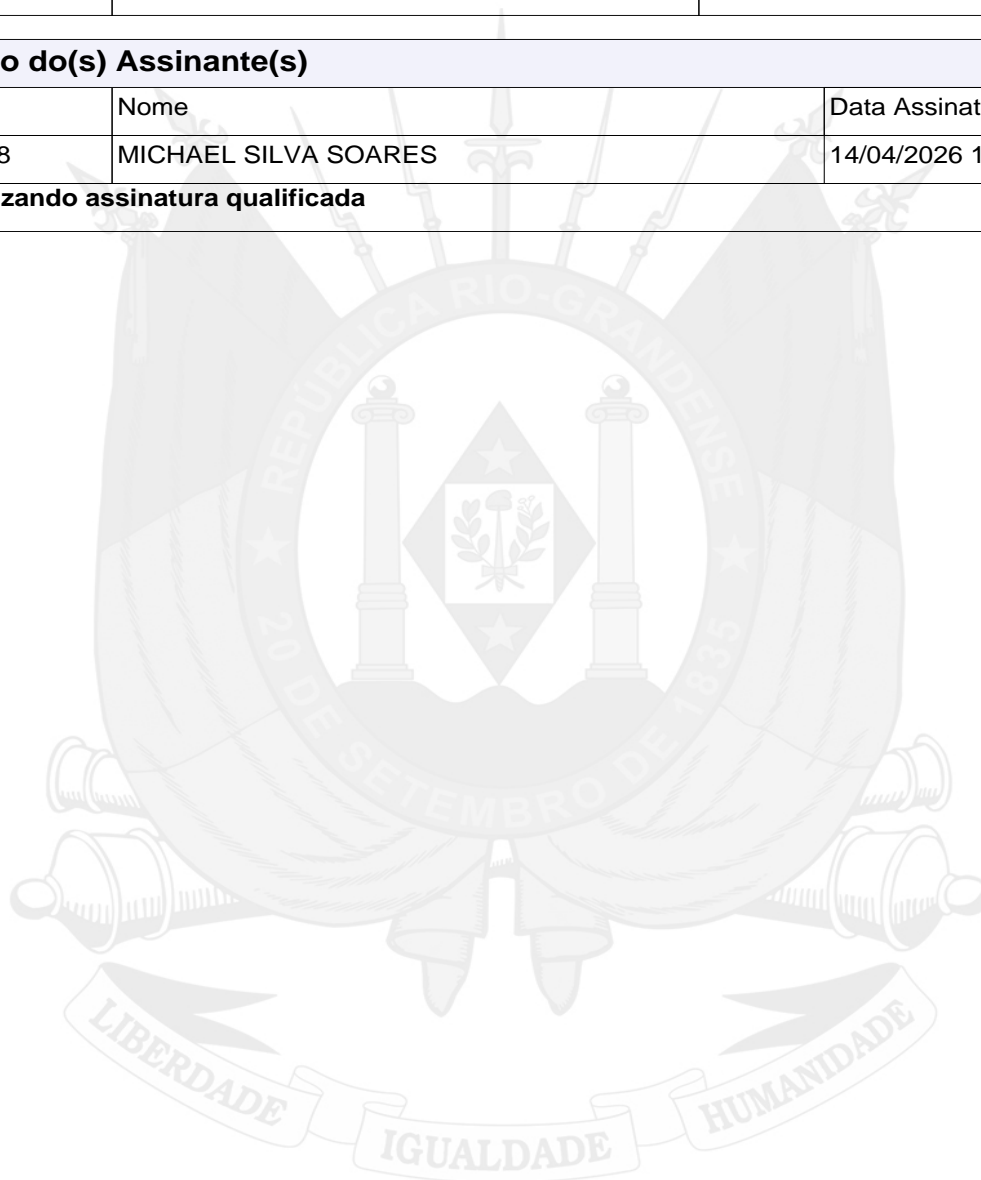 o do(s) Assinante(s)
Nome Data Assinat
8 MICHAEL SILVA SOARES 14/04/2026 1
zando assinatura qualificada
REPÚBLICA RIO-GRANDENSE
20 DE SETEMBRO DE 1835
LIBERDADE IGUALDADE HUMANIDADE